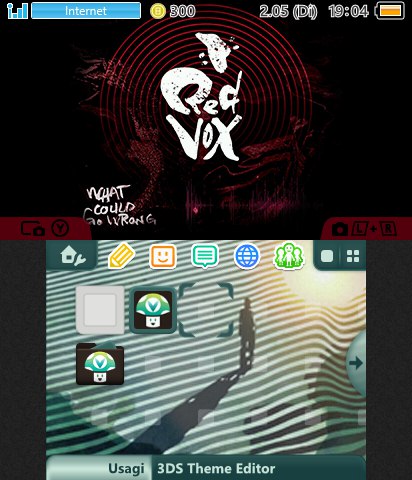 Internet 300 2.05 (Di) 19:04
Red
VOX
WHAT
COULD
GO WRONG
Y L + R
Usagi 3DS Theme Editor